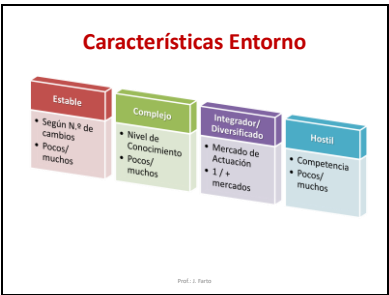 Características Entorno
Estable
• Según N.º de
cambios
• Pocos/
muchos
Complejo
• Nivel de
Conocimiento
• Pocos/
muchos
Integrador/
Diversificado
• Mercado de
Actuación
• 1 / +
mercados
Hostil
• Competencia
• Pocos/
muchos
Prof.: J. Farto